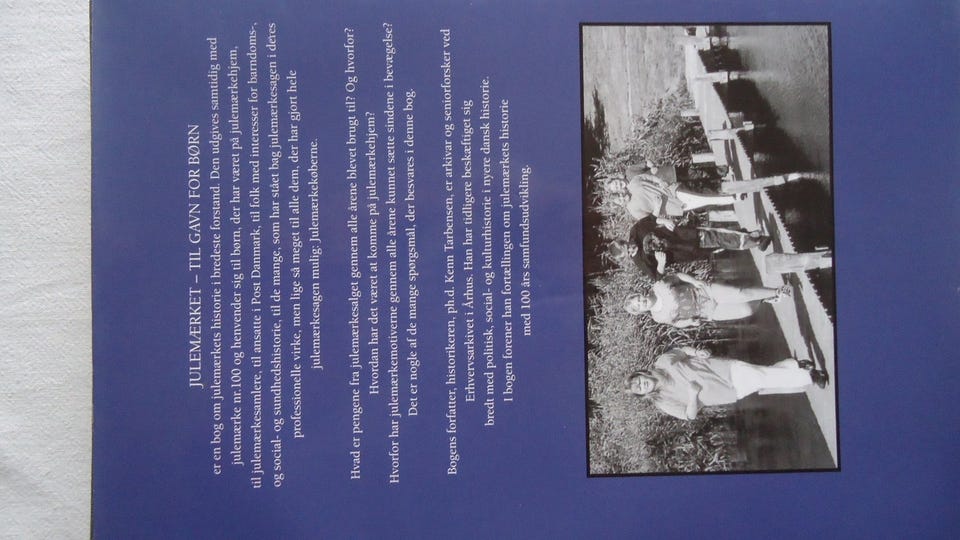 JULEMÆRKET – TIL GAVN FOR BØRN
er en bog om julemærkets historie i bredeste forstand. Den udgives samtidig med
julemærke nr.100 og henvender sig til børn, der har været på julemærkehjem,
til julemærkesamlere, til ansatte i Post Danmark, til folk med interesser for barndoms-,
og social- og sundhedshistorie, til de mange, som har stået bag julemærkesagen i deres
professionelle virke, men lige så meget til alle dem, der har gjort hele
julemærkesagen mulig: Julemærkekøberne.
Hvad er pengene fra julemærkesalget gennem alle årene blevet brugt til? Og hvorfor?
Hvordan har det været at komme på julemærkehjem?
Hvorfor har julemærkemotiverne gennem alle årene kunnet sætte sindene i bevægelse?
Det er nogle af de mange spørgsmål, der besvares i denne bog.
Bogens forfatter, historikeren, ph.d. Kenn Tarbensen, er arkivar og seniorforsker ved
Erhvervsarkivet i Århus. Han har tidligere beskæftiget sig
bredt med politisk, social- og kulturhistorie i nyere dansk historie.
I bogen forener han fortællingen om julemærkets historie
med 100 års samfundsudvikling.